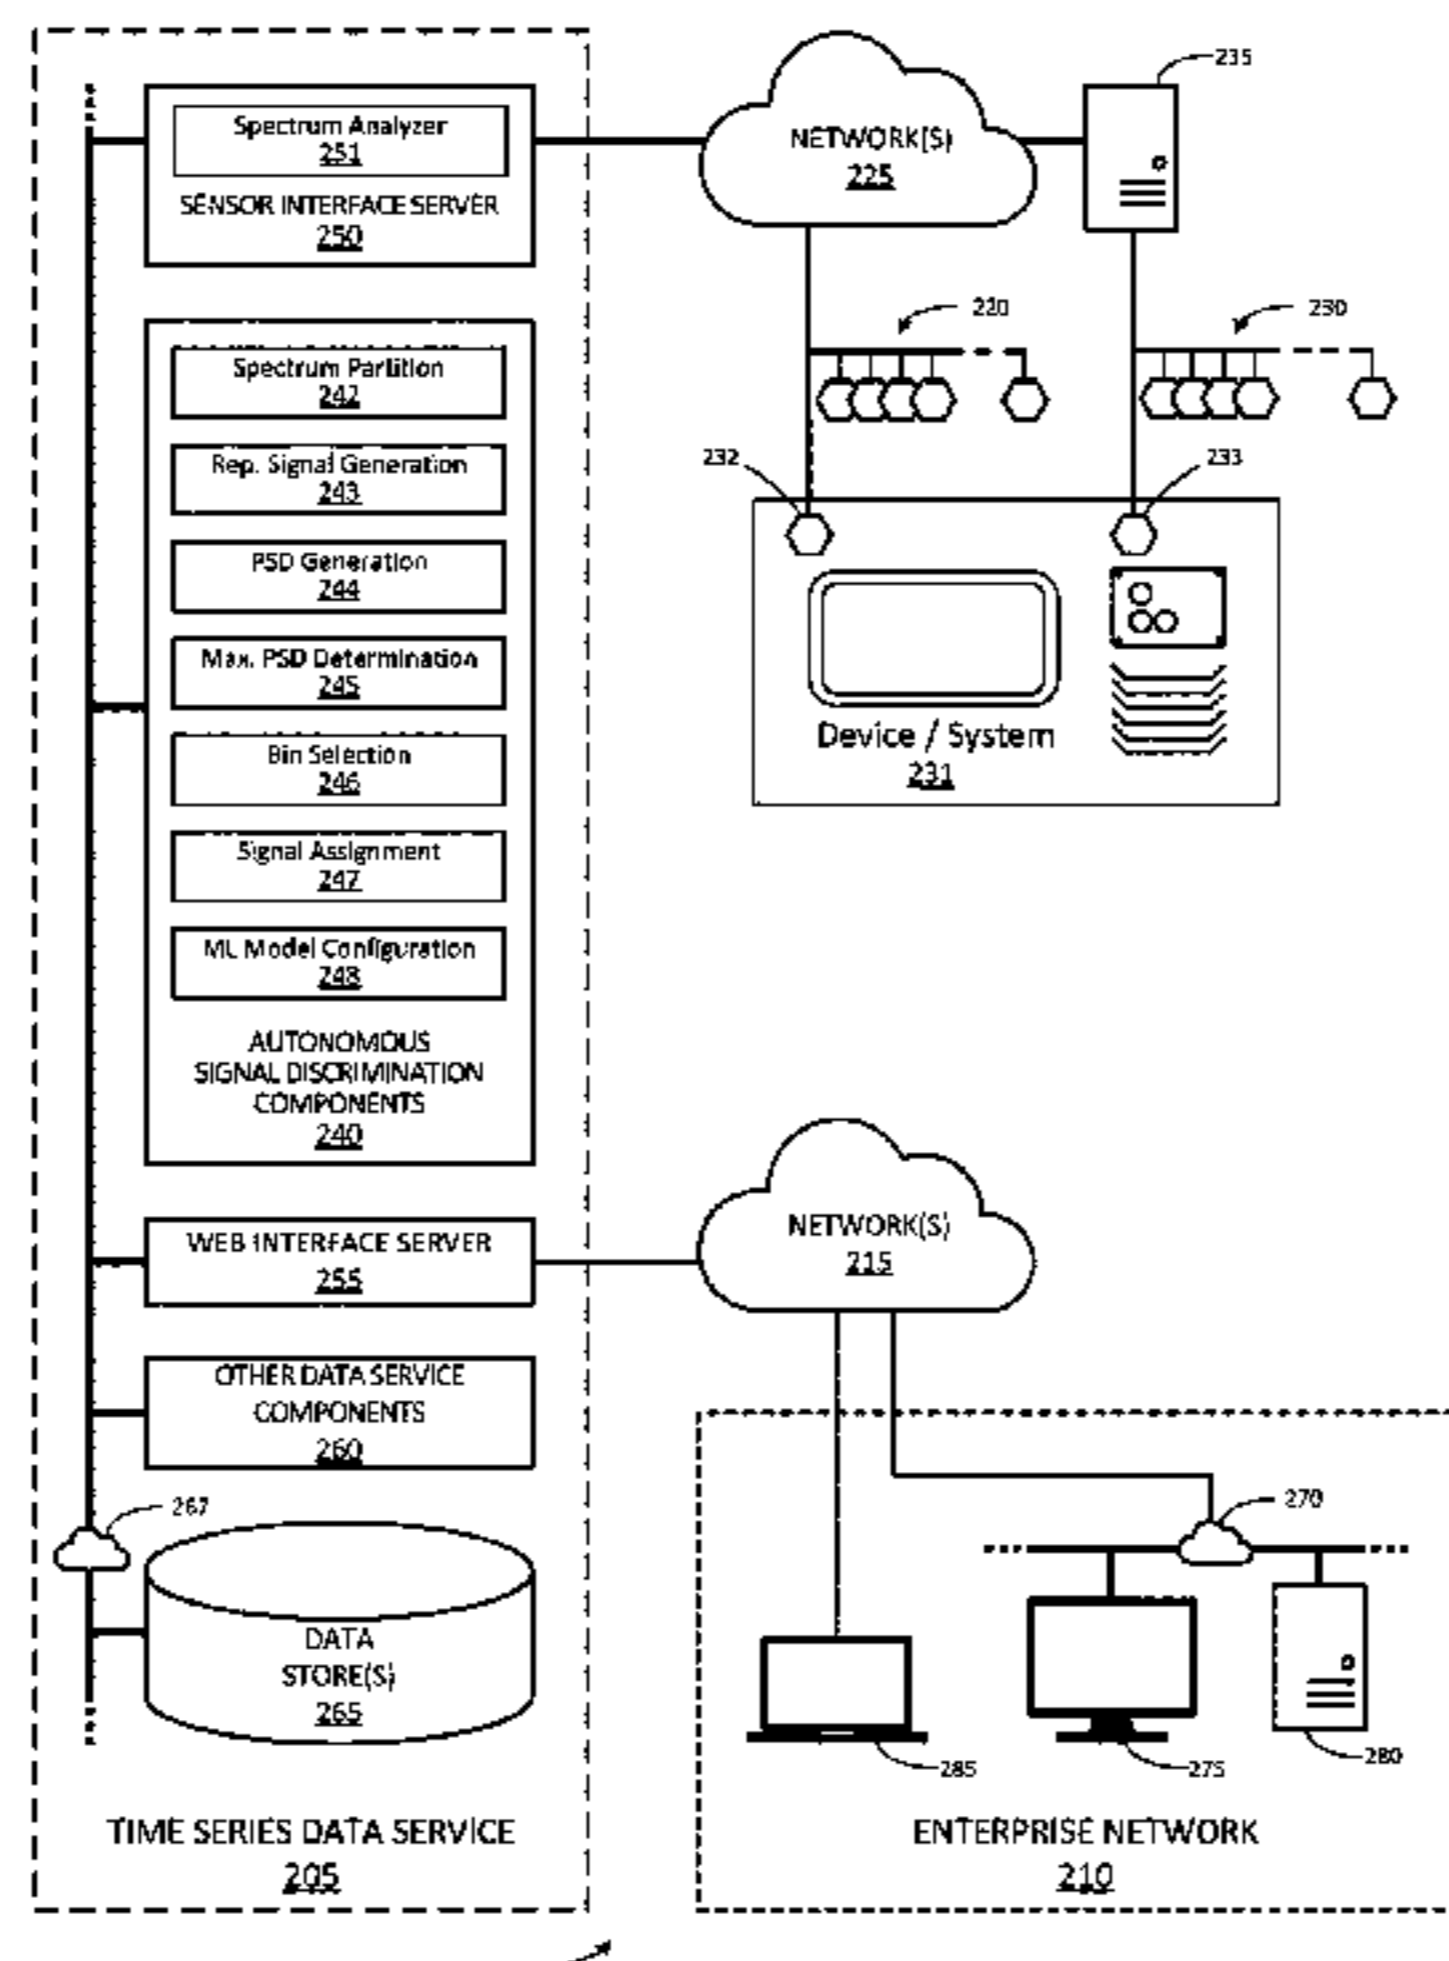 Spectrum Analyzer
251
SENSOR INTERFACE SERVER
250
Spectrum Partition
242
Rep. Signal Generation
243
PSD Generation
244
Max. PSD Determination
245
Bin Selection
246
Signal Assignment
247
ML Model Configuration
248
AUTONOMOUS
SIGNAL DISCRIMINATION
COMPONENTS
240
WEB INTERFACE SERVER
255
OTHER DATA SERVICE
COMPONENTS
260
267
DATA
STORE(S)
265
TIME SERIES DATA SERVICE
205
NETWORK(S)
225
235
220
230
232
233
Device / System
231
NETWORK(S)
215
270
285
275
280
ENTERPRISE NETWORK
210